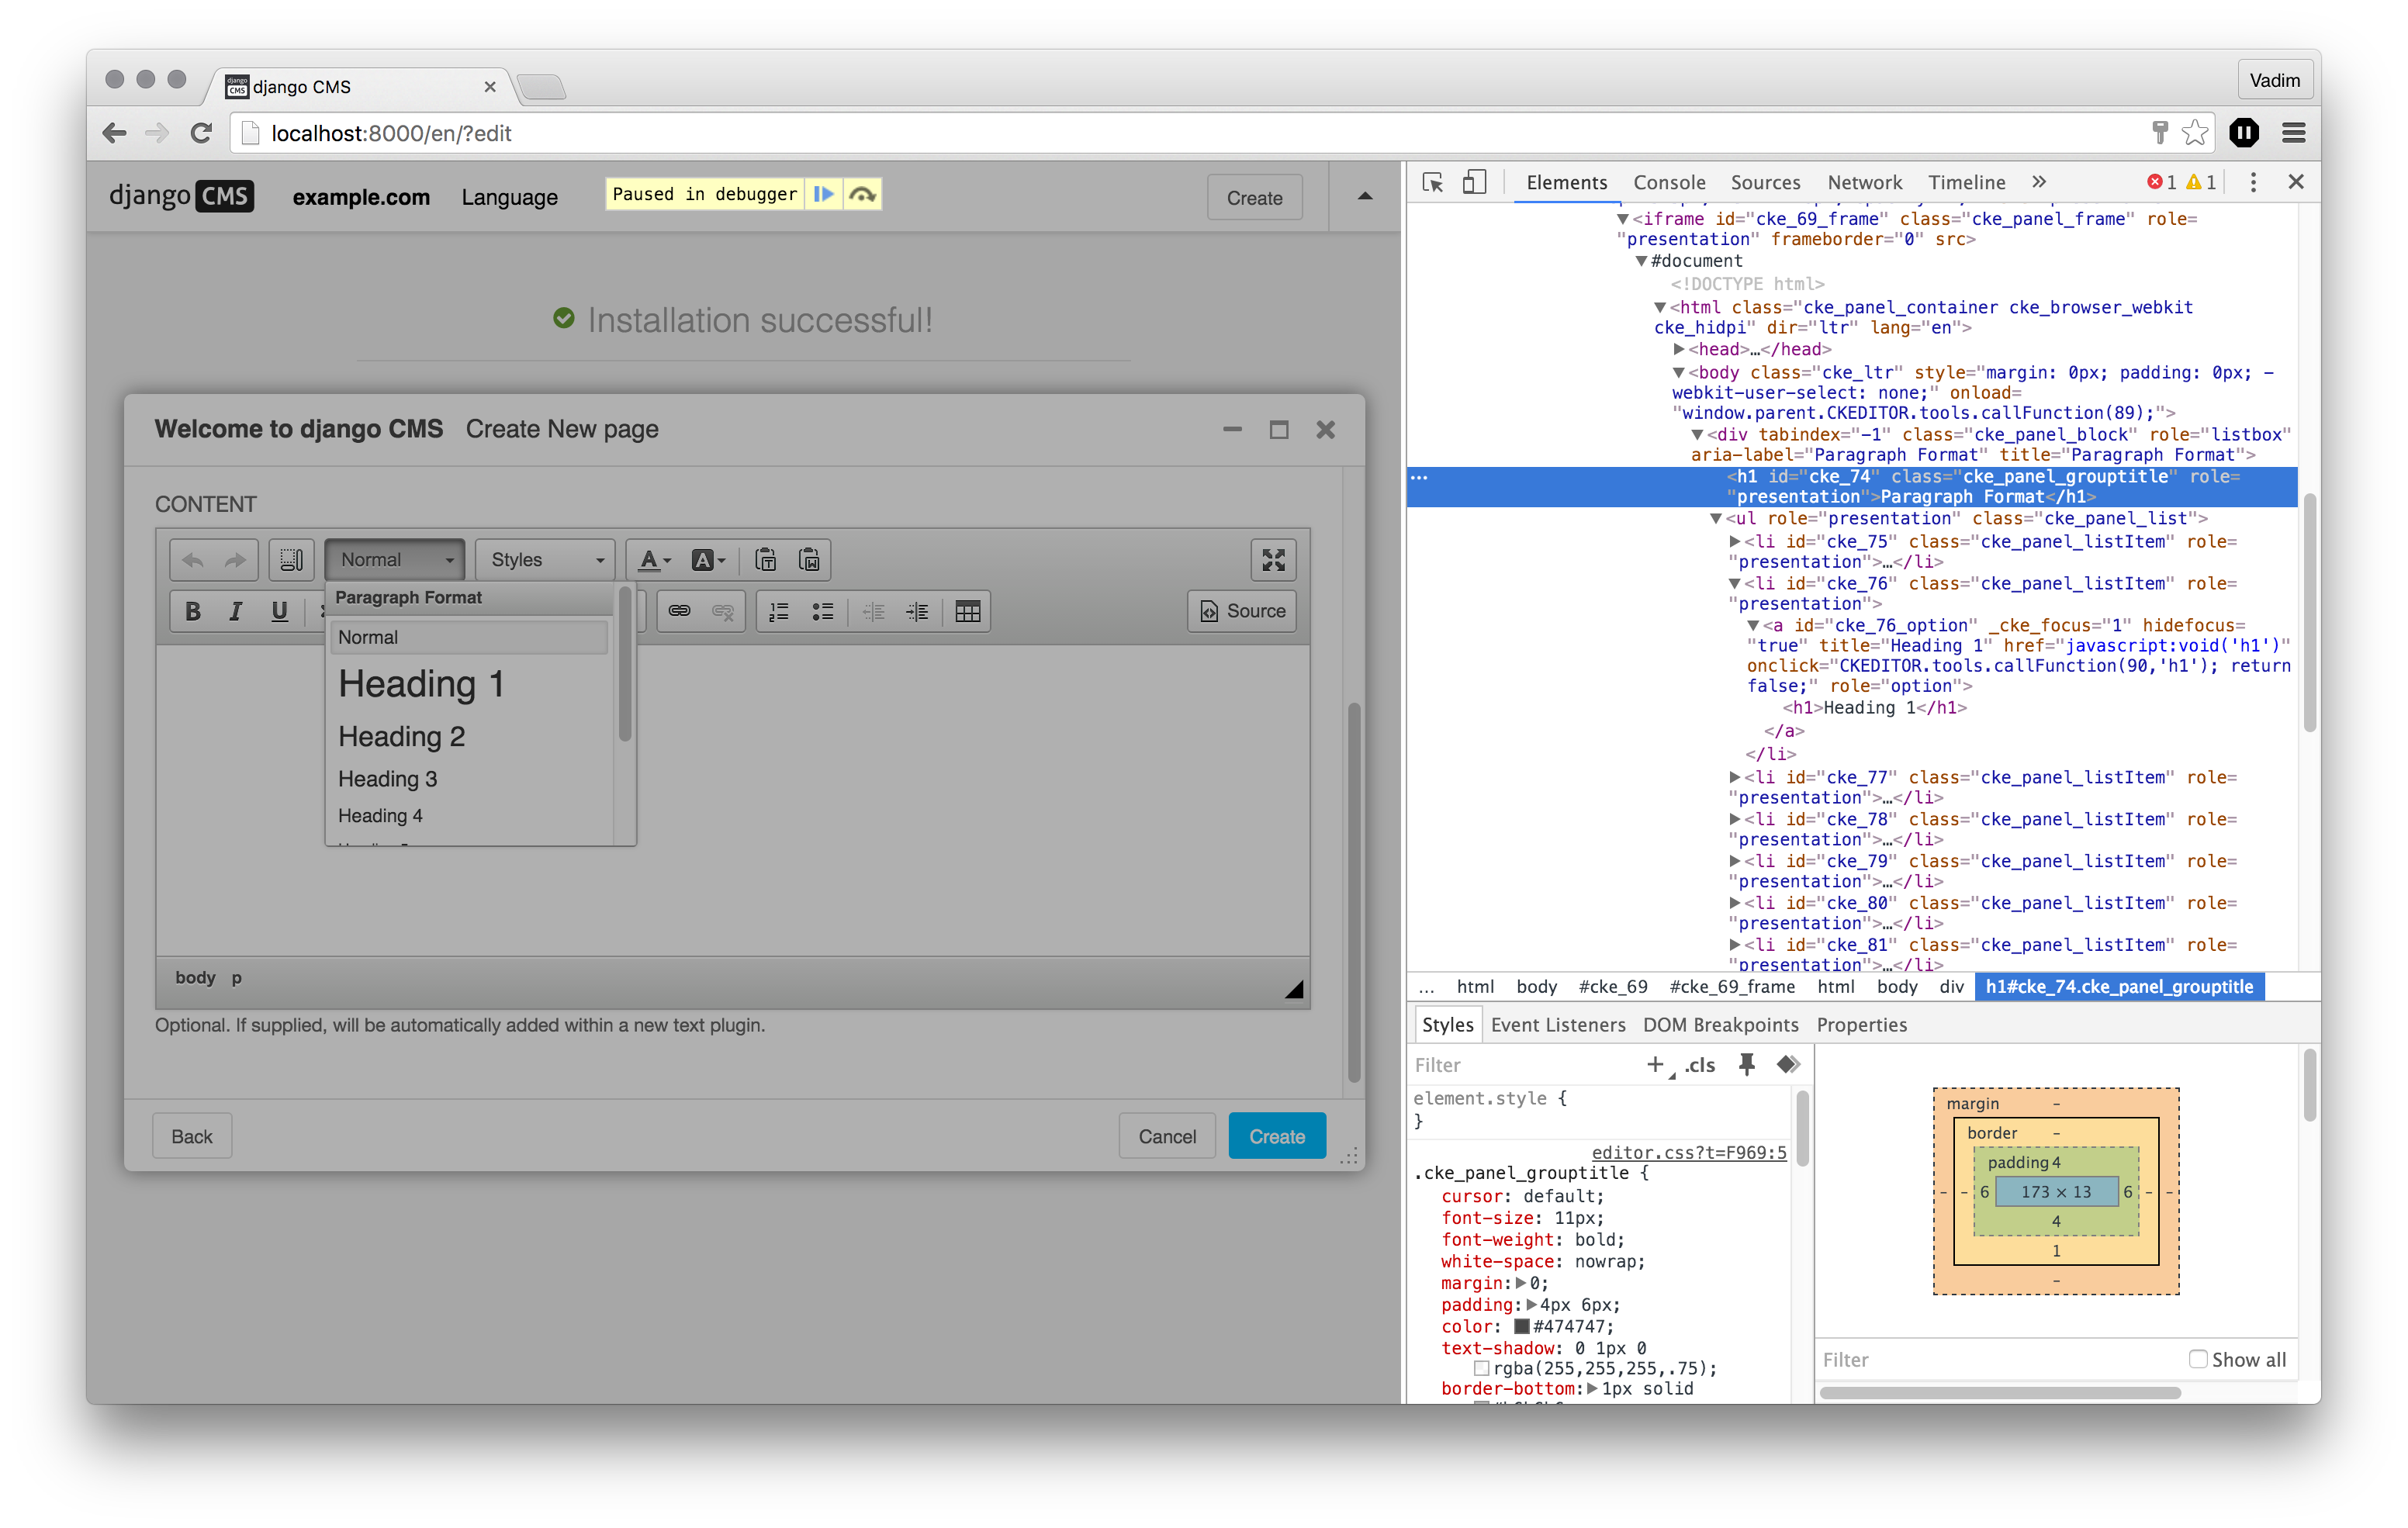 django CMS
Vadim
localhost:8000/en/?edit
django CMS
example.com
Language
Paused in debugger
Create
Installation successful!
Welcome to django CMS Create New page
CONTENT
Normal
Styles
A
A
B I U
Source
Paragraph Format
Normal
Heading 1
Heading 2
Heading 3
Heading 4
body p
Optional. If supplied, will be automatically added within a new text plugin.
Back
Cancel
Create
Elements Console Sources Network Timeline » 1 1
<iframe id="cke_69_frame" class="cke_panel_frame" role=
"presentation" frameborder="0" src>
#document
<!DOCTYPE html>
<html class="cke_panel_container cke_browser_webkit
cke_hidpi" dir="ltr" lang="en">
<head>…</head>
<body class="cke_ltr" style="margin: 0px; padding: 0px; -
webkit-user-select: none;" onload=
"window.parent.CKEDITOR.tools.callFunction(89);">
<div tabindex="-1" class="cke_panel_block" role="listbox"
aria-label="Paragraph Format" title="Paragraph Format">
<h1 id="cke_74" class="cke_panel_grouptitle" role=
"presentation">Paragraph Format</h1>
<ul role="presentation" class="cke_panel_list">
<li id="cke_75" class="cke_panel_listItem" role=
"presentation">…</li>
<li id="cke_76" class="cke_panel_listItem" role=
"presentation">
<a id="cke_76_option" _cke_focus="1" hidefocus=
"true" title="Heading 1" href="javascript:void('h1')"
onclick="CKEDITOR.tools.callFunction(90,'h1'); return
false;" role="option">
<h1>Heading 1</h1>
</a>
</li>
<li id="cke_77" class="cke_panel_listItem" role=
"presentation">…</li>
<li id="cke_78" class="cke_panel_listItem" role=
"presentation">…</li>
<li id="cke_79" class="cke_panel_listItem" role=
"presentation">…</li>
<li id="cke_80" class="cke_panel_listItem" role=
"presentation">…</li>
<li id="cke_81" class="cke_panel_listItem" role=
"presentation">…</li>
... html body #cke_69 #cke_69_frame html body div h1#cke_74.cke_panel_grouptitle
Styles Event Listeners DOM Breakpoints Properties
Filter + .cls
element.style {
}
editor.css?t=F969:5
.cke_panel_grouptitle {
cursor: default;
font-size: 11px;
font-weight: bold;
white-space: nowrap;
margin: 0;
padding: 4px 6px;
color: #474747;
text-shadow: 0 1px 0
rgba(255,255,255,.75);
border-bottom: 1px solid
margin -
border -
padding 4
- - 6 173 × 13 6 - -
4
1
-
Filter
Show all